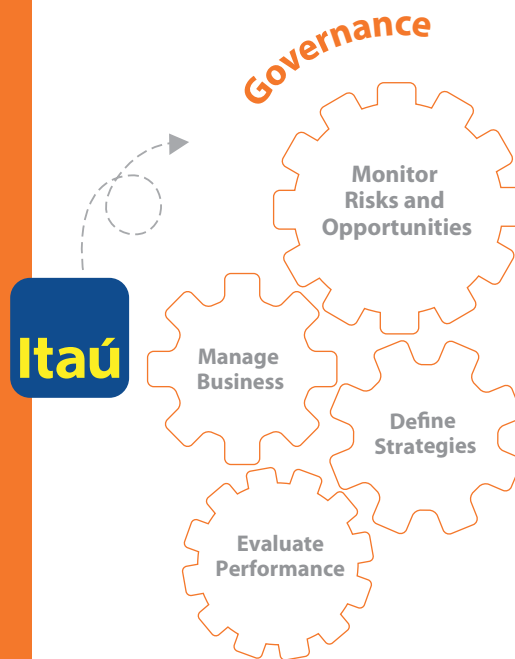 Governance
Monitor
Risks and
Opportunities
Itaú
Manage
Business
Define
Strategies
Evaluate
Performance